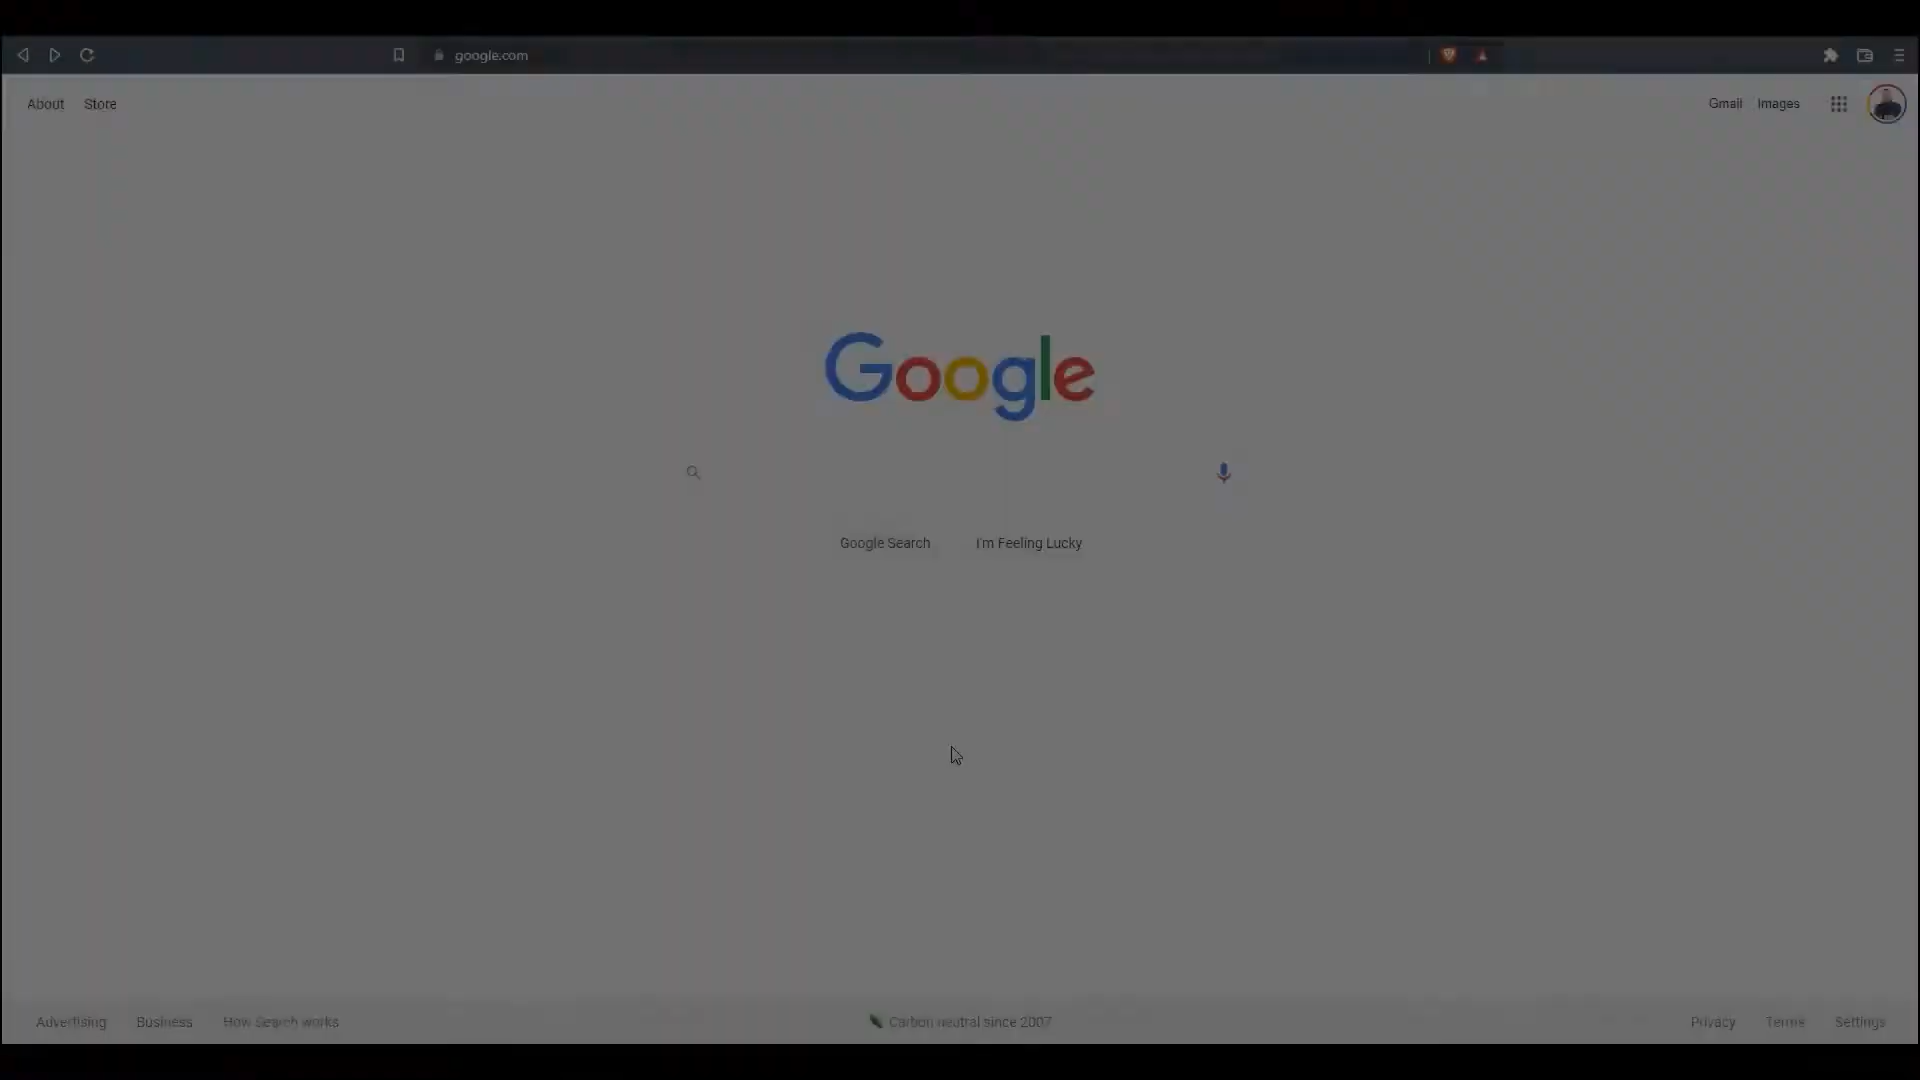 google.com
About Store Gmail Images
Google
Google Search I'm Feeling Lucky
Advertising Business How Search works Carbon neutral since 2007 Privacy Terms Settings